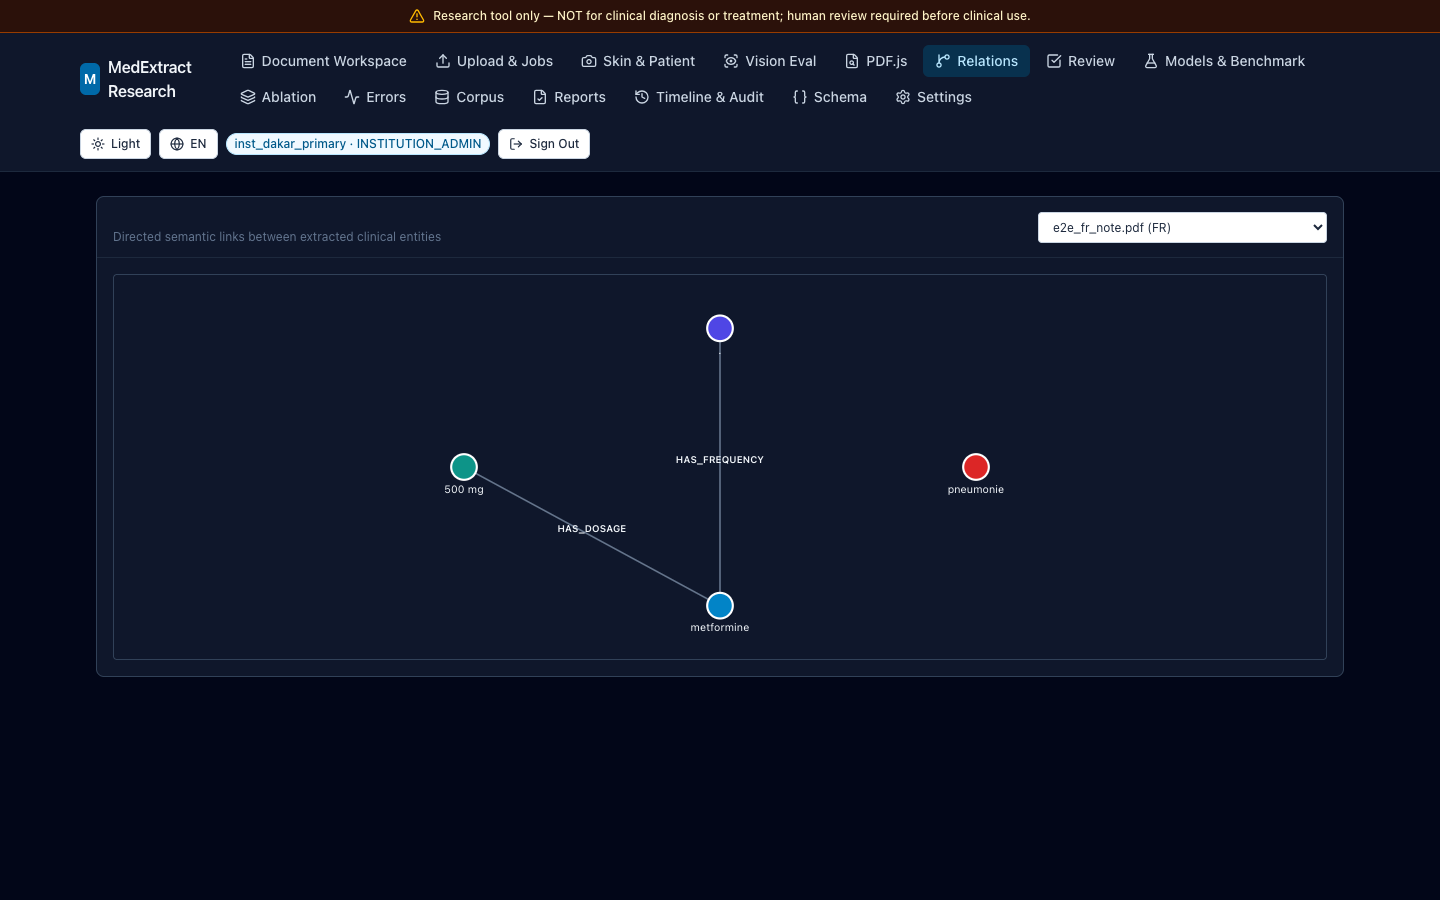 Research tool only — NOT for clinical diagnosis or treatment; human review required before clinical use.
M
MedExtract
Research
Document Workspace
Upload & Jobs
Skin & Patient
Vision Eval
PDF.js
Relations
Review
Models & Benchmark
Ablation
Errors
Corpus
Reports
Timeline & Audit
{} Schema
Settings
Light
EN
inst_dakar_primary · INSTITUTION_ADMIN
Sign Out
Directed semantic links between extracted clinical entities
e2e_fr_note.pdf (FR)
HAS_FREQUENCY
500 mg
pneumonie
HAS_DOSAGE
metformine